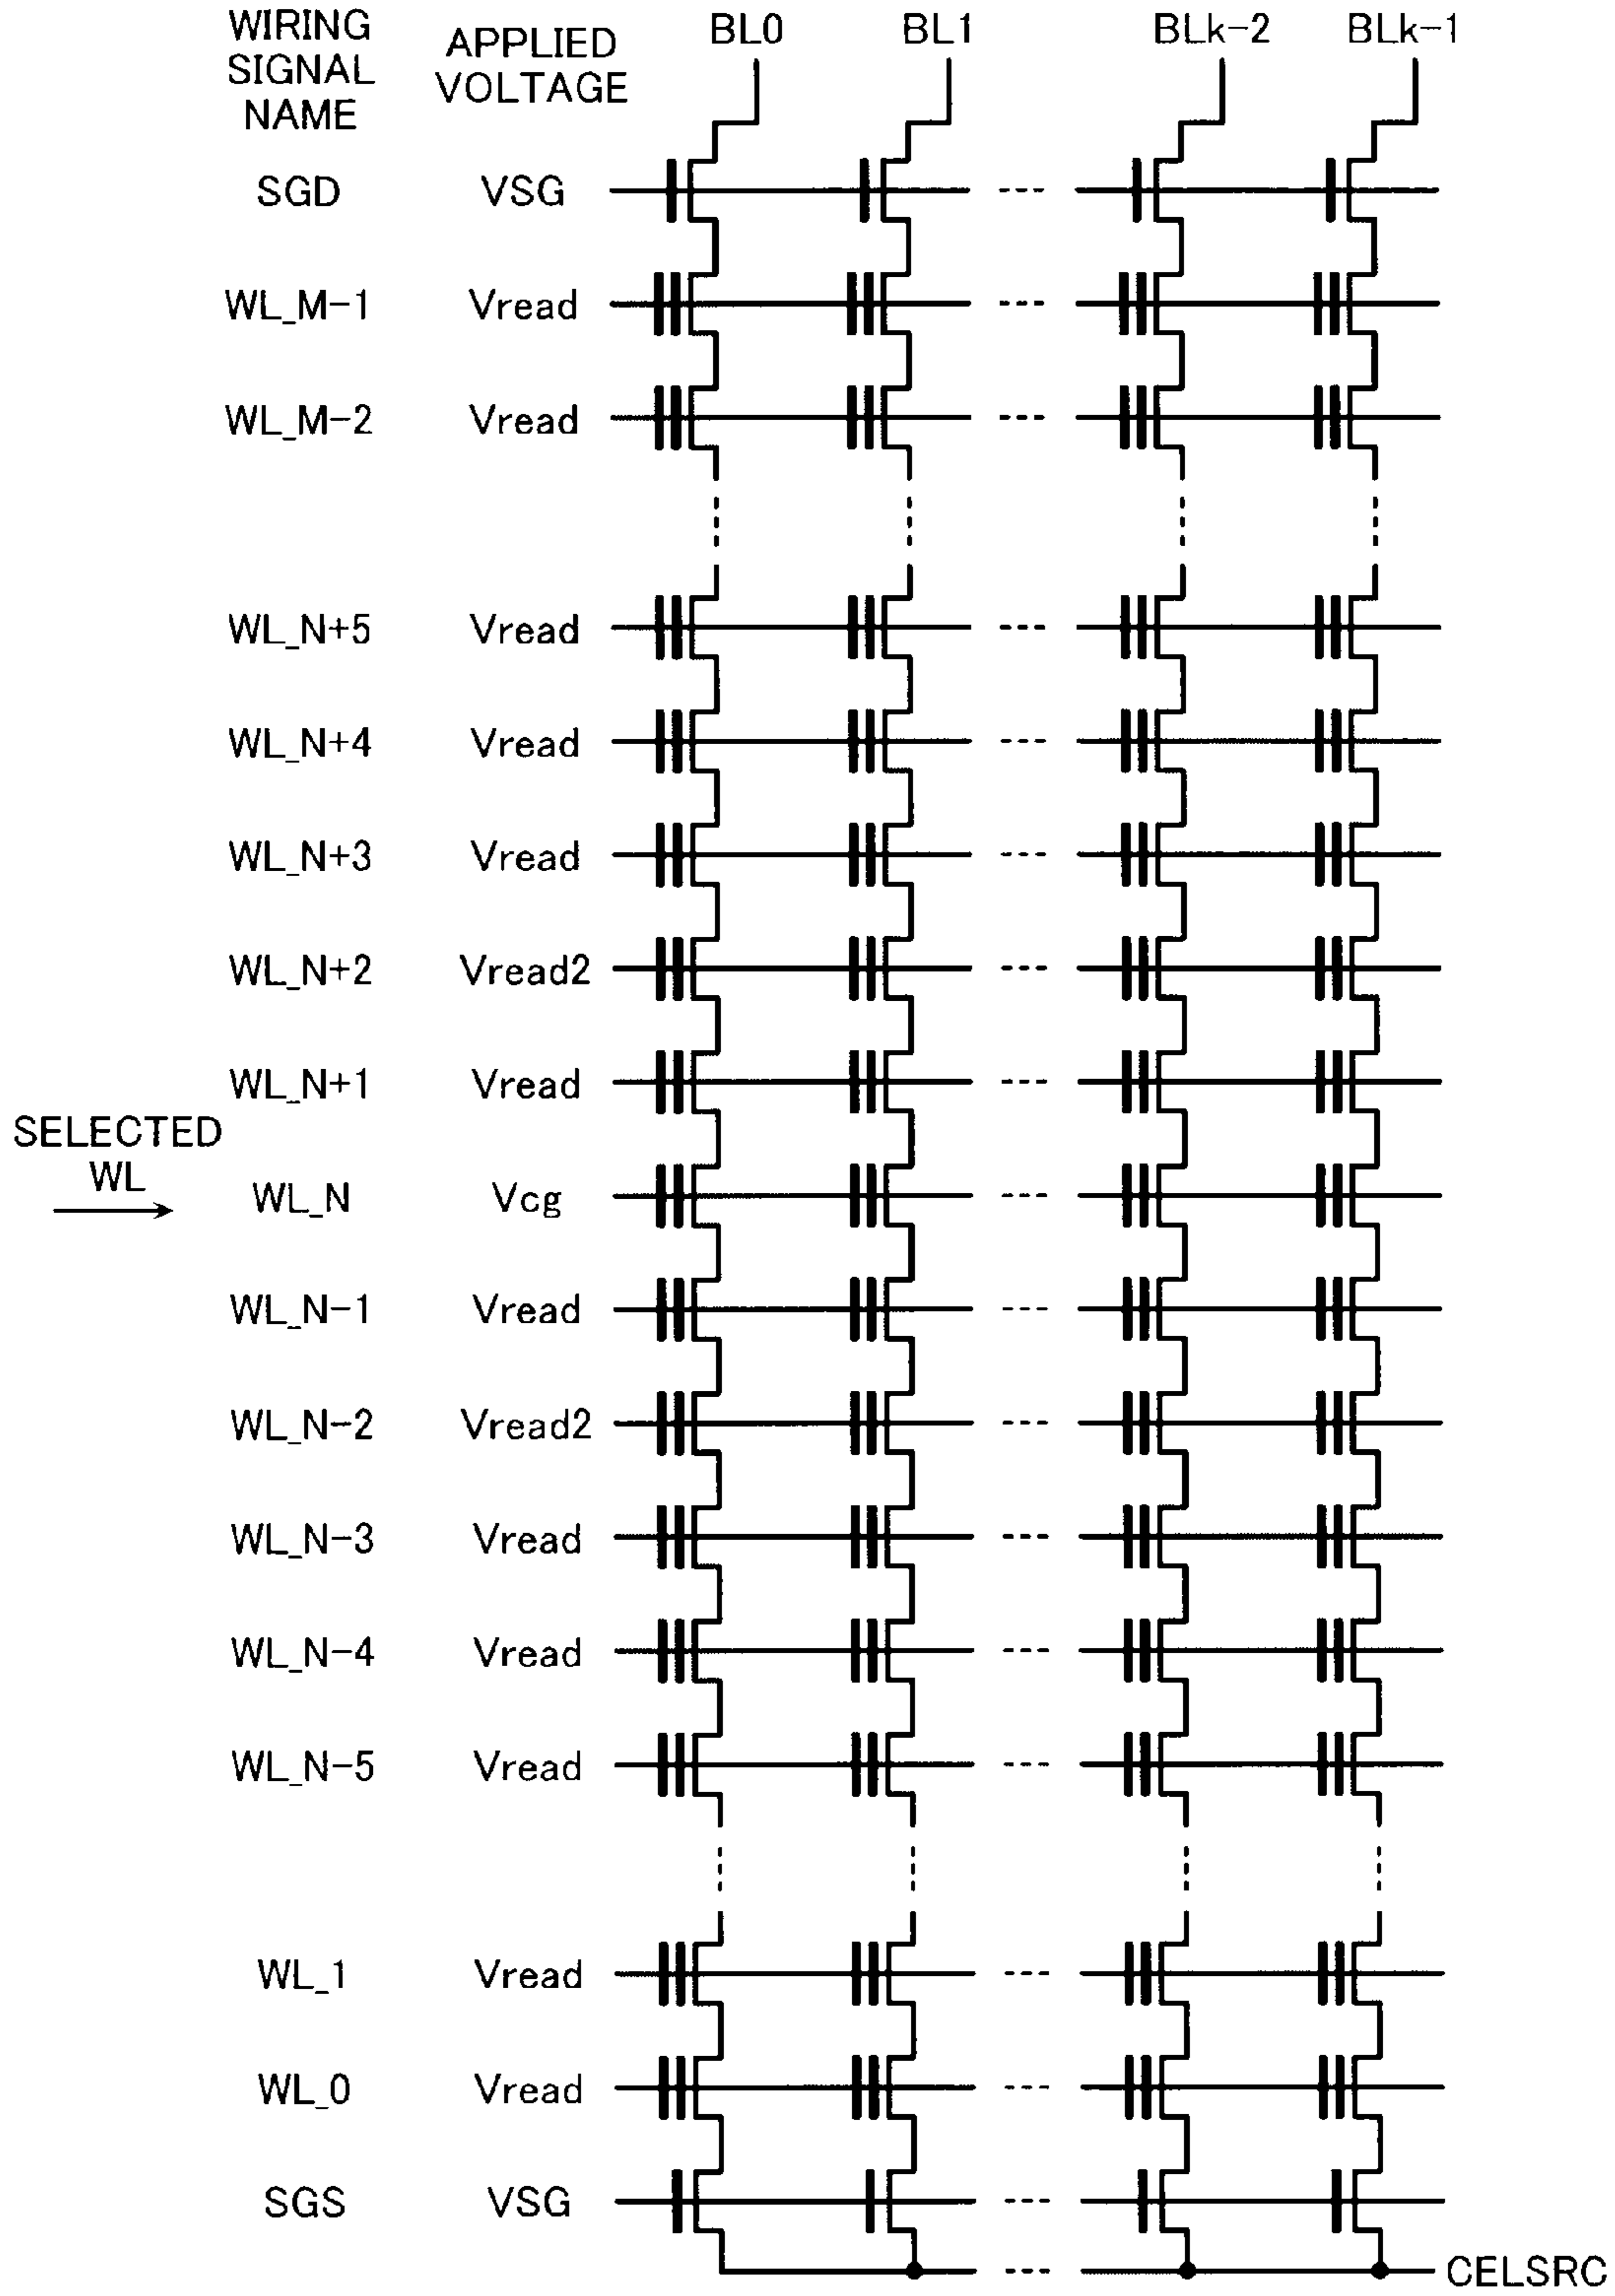 WIRING
SIGNAL
NAME
APPLIED
VOLTAGE
BL0 BL1 BLk-2 BLk-1
SGD VSG
WL_M-1 Vread
WL_M-2 Vread
WL_N+5 Vread
WL_N+4 Vread
WL_N+3 Vread
WL_N+2 Vread2
WL_N+1 Vread
SELECTED
WL
WL_N Vcg
WL_N-1 Vread
WL_N-2 Vread2
WL_N-3 Vread
WL_N-4 Vread
WL_N-5 Vread
WL_1 Vread
WL_0 Vread
SGS VSG
CELSRC